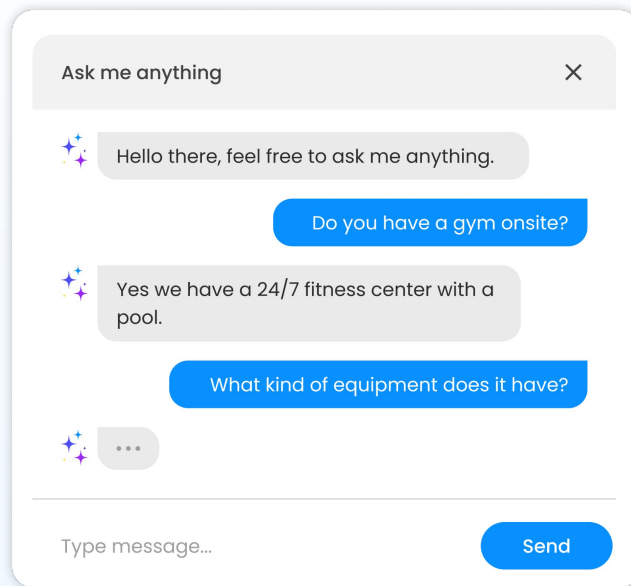 Ask me anything
Hello there, feel free to ask me anything.
Do you have a gym onsite?
Yes we have a 24/7 fitness center with a
pool.
What kind of equipment does it have?
...
Type message...
Send